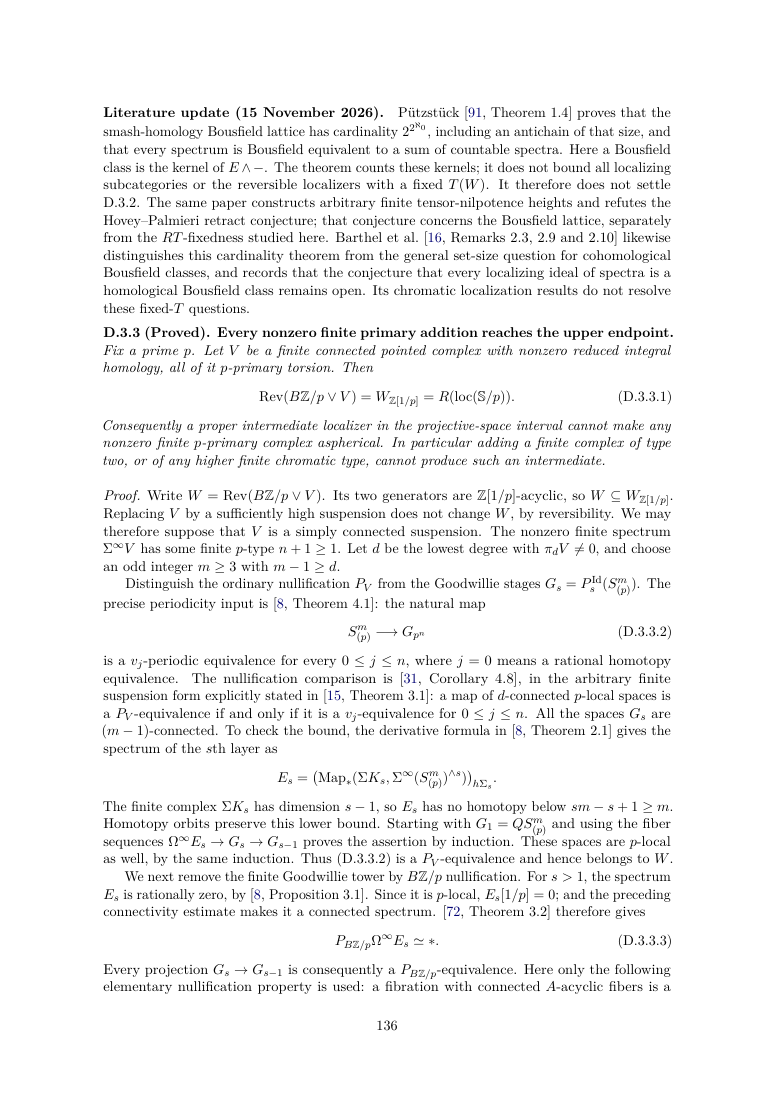 Literature update (15 November 2026). Pützstück [91, Theorem 1.4] proves that the
smash-homology Bousfield lattice has cardinality 2^{2^{ℵ_0}}, including an antichain of that size, and
that every spectrum is Bousfield equivalent to a sum of countable spectra. Here a Bousfield
class is the kernel of E ∧ −. The theorem counts these kernels; it does not bound all localizing
subcategories or the reversible localizers with a fixed T(W). It therefore does not settle
D.3.2. The same paper constructs arbitrary finite tensor-nilpotence heights and refutes the
Hovey–Palmieri retract conjecture; that conjecture concerns the Bousfield lattice, separately
from the RT-fixedness studied here. Barthel et al. [16, Remarks 2.3, 2.9 and 2.10] likewise
distinguishes this cardinality theorem from the general set-size question for cohomological
Bousfield classes, and records that the conjecture that every localizing ideal of spectra is a
homological Bousfield class remains open. Its chromatic localization results do not resolve
these fixed-T questions.
D.3.3 (Proved). Every nonzero finite primary addition reaches the upper endpoint.
Fix a prime p. Let V be a finite connected pointed complex with nonzero reduced integral
homology, all of it p-primary torsion. Then
Rev(Bℤ/p ∨ V) = W_{ℤ[1/p]} = R(loc(𝕊/p)). (D.3.3.1)
Consequently a proper intermediate localizer in the projective-space interval cannot make any
nonzero finite p-primary complex aspherical. In particular adding a finite complex of type
two, or of any higher finite chromatic type, cannot produce such an intermediate.
Proof. Write W = Rev(Bℤ/p ∨ V). Its two generators are ℤ[1/p]-acyclic, so W ⊆ W_{ℤ[1/p]}.
Replacing V by a sufficiently high suspension does not change W, by reversibility. We may
therefore suppose that V is a simply connected suspension. The nonzero finite spectrum
Σ^∞V has some finite p-type n + 1 ≥ 1. Let d be the lowest degree with π_dV ≠ 0, and choose
an odd integer m ≥ 3 with m − 1 ≥ d.
Distinguish the ordinary nullification P_V from the Goodwillie stages G_s = P_s^{Id}(S^m_{(p)}). The
precise periodicity input is [8, Theorem 4.1]: the natural map
S^m_{(p)} ⟶ G_{p^n} (D.3.3.2)
is a v_j-periodic equivalence for every 0 ≤ j ≤ n, where j = 0 means a rational homotopy
equivalence. The nullification comparison is [31, Corollary 4.8], in the arbitrary finite
suspension form explicitly stated in [15, Theorem 3.1]: a map of d-connected p-local spaces is
a P_V-equivalence if and only if it is a v_j-equivalence for 0 ≤ j ≤ n. All the spaces G_s are
(m − 1)-connected. To check the bound, the derivative formula in [8, Theorem 2.1] gives the
spectrum of the sth layer as
E_s = (Map_*(ΣK_s, Σ^∞(S^m_{(p)})^{∧s}))_{hΣ_s}.
The finite complex ΣK_s has dimension s − 1, so E_s has no homotopy below sm − s + 1 ≥ m.
Homotopy orbits preserve this lower bound. Starting with G_1 = QS^m_{(p)} and using the fiber
sequences Ω^∞E_s → G_s → G_{s−1} proves the assertion by induction. These spaces are p-local
as well, by the same induction. Thus (D.3.3.2) is a P_V-equivalence and hence belongs to W.
We next remove the finite Goodwillie tower by Bℤ/p nullification. For s > 1, the spectrum
E_s is rationally zero, by [8, Proposition 3.1]. Since it is p-local, E_s[1/p] = 0; and the preceding
connectivity estimate makes it a connected spectrum. [72, Theorem 3.2] therefore gives
P_{Bℤ/p}Ω^∞E_s ≃ ∗. (D.3.3.3)
Every projection G_s → G_{s−1} is consequently a P_{Bℤ/p}-equivalence. Here only the following
elementary nullification property is used: a fibration with connected A-acyclic fibers is a
136